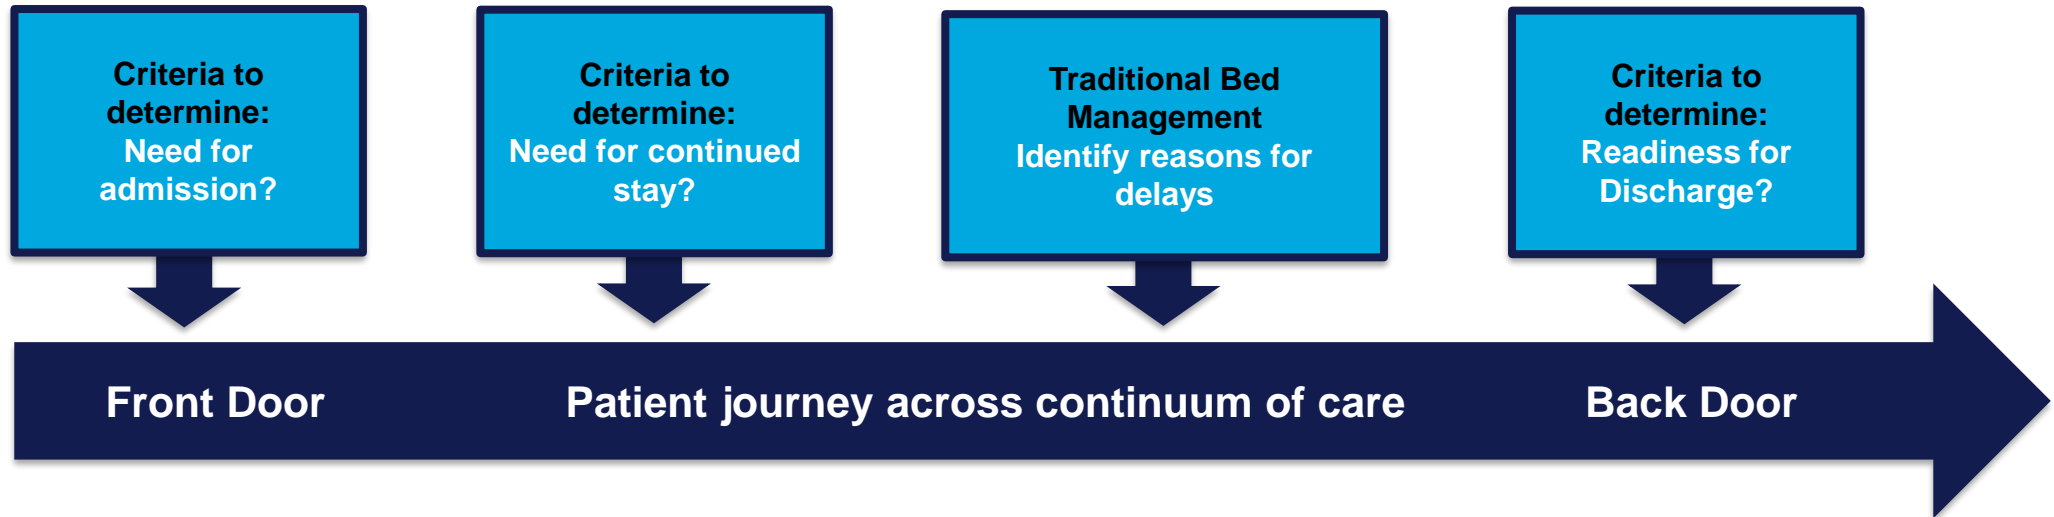 Criteria to
determine:
Need for
admission?
Criteria to
determine:
Need for continued
stay?
Traditional Bed
Management
Identify reasons for
delays
Criteria to
determine:
Readiness for
Discharge?
Front Door
Patient journey across continuum of care
Back Door